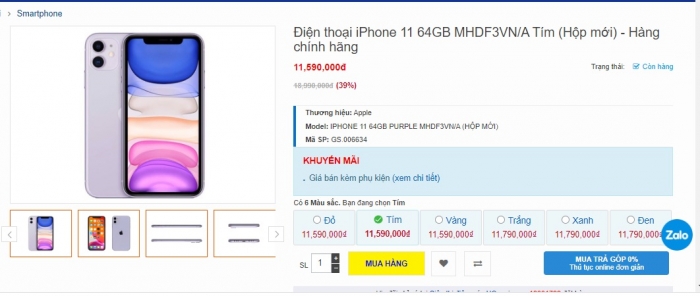 Smartphone
Điện thoại iPhone 11 64GB MHDF3VN/A Tím (Hộp mới) - Hàng
chính hãng
11,590,000đ
Trạng thái: Còn hàng
18,990,000đ (39%)
Thương hiệu: Apple
Model: IPHONE 11 64GB PURPLE MHDF3VN/A (HỘP MỚI)
Mã SP: GS.006634
KHUYẾN MÃI
. Giá bán kèm phụ kiện (xem chi tiết)
Có 6 Màu sắc. Bạn đang chọn Tím
Đỏ Tím Vàng Trắng Xanh Đen
11,590,000đ 11,590,000đ 11,590,000đ 11,790,000đ 11,790,000đ 11,790,000đ
Zalo
SL 1 MUA HÀNG MUA TRẢ GÓP 0%
Thủ tục online đơn giản